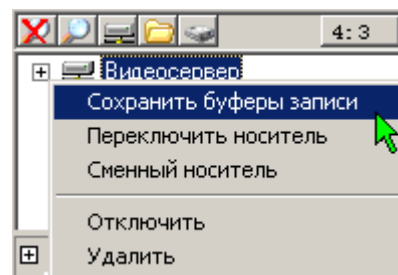 4: 3
Видеосервер
Сохранить буферы записи
Переключить носитель
Сменный носитель
Отключить
Удалить